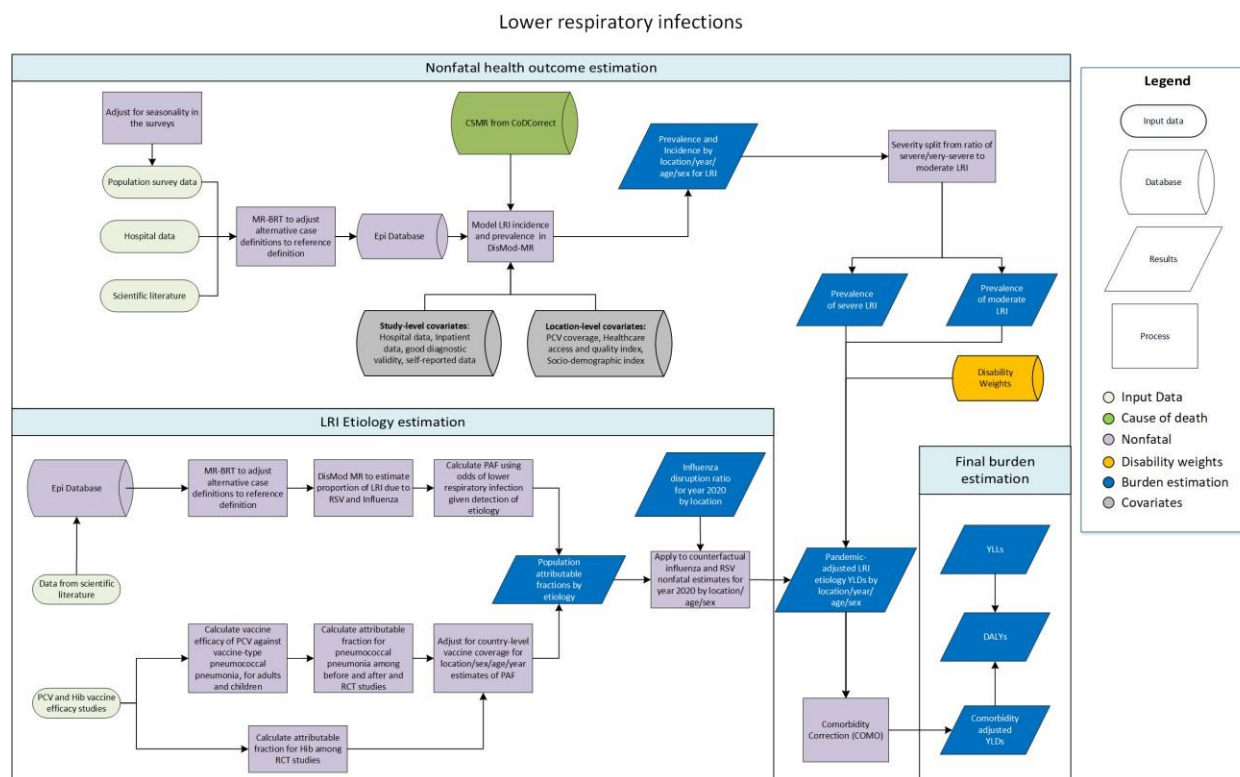 Lower respiratory infections
Nonfatal health outcome estimation
Adjust for seasonality in
the surveys
Population survey data
Hospital data
Scientific literature
MR-BRT to adjust
alternative case
definitions to reference
definition
Epi Database
CSMR from CoDCorrect
Model LRI incidence
and prevalence in
DisMod-MR
Study-level covariates:
Hospital data, Inpatient
data, good diagnostic
validity, self-reported data
Location-level covariates:
PCV coverage, Healthcare
access and quality index,
Socio-demographic index
Prevalence and
Incidence by
location/year/
age/sex for LRI
Severity split from ratio of
severe/very-severe to
moderate LRI
Prevalence
of severe LRI
Prevalence
of moderate
LRI
Disability
Weights
LRI Etiology estimation
Epi Database
Data from scientific
literature
MR-BRT to adjust
alternative case
definitions to reference
definition
DisMod MR to estimate
proportion of LRI due to
RSV and Influenza
Calculate PAF using
odds of lower
respiratory infection
given detection of
etiology
Influenza
disruption ratio
for year 2020
by location
Population
attributable
fractions by
etiology
Apply to counterfactual
influenza and RSV
nonfatal estimates for
year 2020 by location/
age/sex
Pandemic-
adjusted LRI
etiology YLDs by
location/year/
age/sex
PCV and Hib vaccine
efficacy studies
Calculate vaccine
efficacy of PCV against
vaccine-type
pneumococcal
pneumonia, for adults
and children
Calculate attributable
fraction for
pneumococcal
pneumonia among
before and after and
RCT studies
Adjust for country-level
vaccine coverage for
location/sex/age/year
estimates of PAF
Calculate attributable
fraction for Hib among
RCT studies
Comorbidity
Correction (COMO)
Final burden
estimation
YLLs
DALYs
Comorbidity
adjusted
YLDs
Legend
Input data
Database
Results
Process
Input Data
Cause of death
Nonfatal
Disability weights
Burden estimation
Covariates